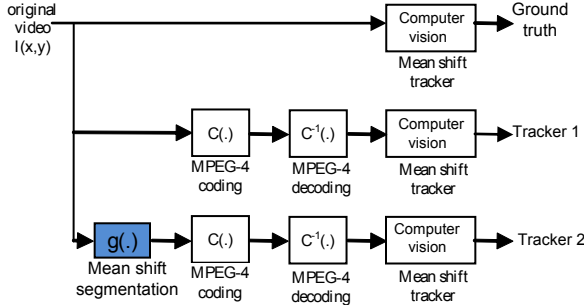 original
video
I(x,y)
Computer
vision
Mean shift
tracker
Ground
truth
C(.)
MPEG-4
coding
C⁻¹(.)
MPEG-4
decoding
Computer
vision
Mean shift
tracker
Tracker 1
g(.)
Mean shift
segmentation
C(.)
MPEG-4
coding
C⁻¹(.)
MPEG-4
decoding
Computer
vision
Mean shift
tracker
Tracker 2